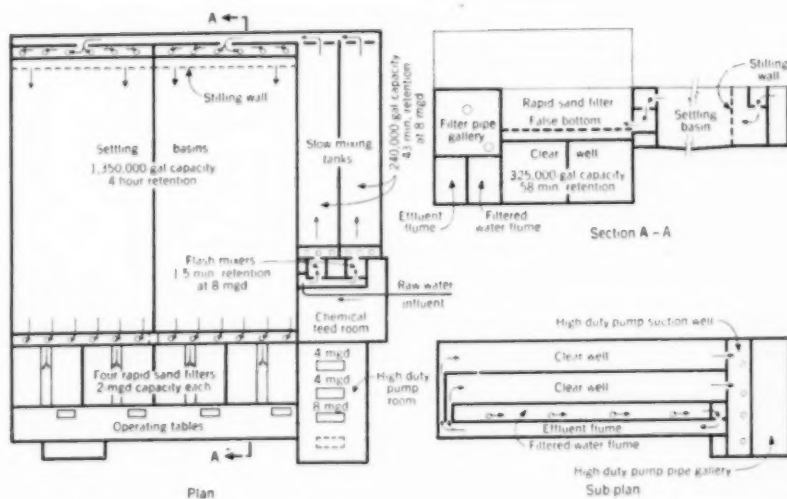 A
Stilling wall
Settling basins
1,350,000 gal capacity
4 hour retention
Slow mixing
tanks
240,000 gal capacity
43 min. retention
at 8 mgd
Flash mixers
1.5 min. retention
at 8 mgd
Raw water
influent
Chemical
feed room
Four rapid sand filters
2-mgd capacity each
4 mgd
4 mgd
8 mgd
High duty
pump
room
Operating tables
A
Plan
Stilling
wall
Rapid sand filter
False bottom
Settling
basin
Filter pipe
gallery
Clear well
325,000 gal capacity
58 min. retention
Effluent
flume
Filtered
water flume
Section A - A
High duty pump suction well
Clear well
Clear well
Effluent flume
Filtered water flume
High duty pump pipe gallery
Sub plan